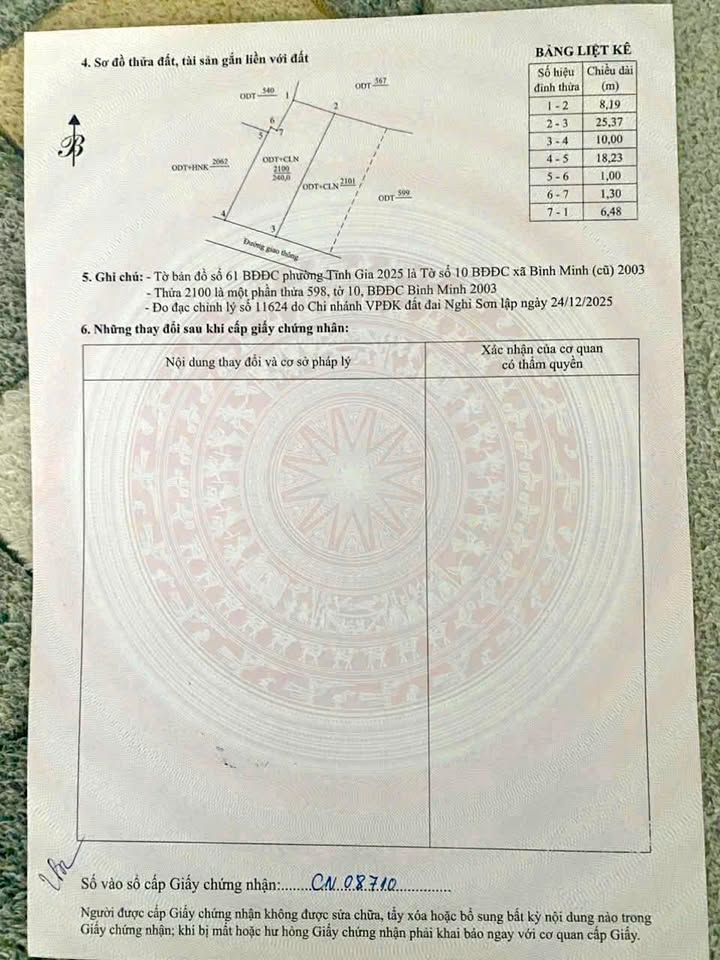 4. Sơ đồ thửa đất, tài sản gắn liền với đất
BẢNG LIỆT KÊ
Số hiệu đỉnh thửa Chiều dài (m)
1 - 2 8,19
2 - 3 25,37
3 - 4 10,00
4 - 5 18,23
5 - 6 1,00
6 - 7 1,30
7 - 1 6,48
ODT 540
ODT 567
1
2
6
5
7
B
ODT+HNK 2062
ODT+CLN
2100
240,0
ODT+CLN 2101
ODT 599
4
3
Đường giao thông
5. Ghi chú: - Tờ bản đồ số 61 BĐĐC phường Tĩnh Gia 2025 là Tờ số 10 BĐĐC xã Bình Minh (cũ) 2003
- Thửa 2100 là một phần thửa 598, tờ 10, BĐĐC Bình Minh 2003
- Đo đạc chỉnh lý số 11624 do Chi nhánh VPĐK đất đai Nghi Sơn lập ngày 24/12/2025
6. Những thay đổi sau khi cấp giấy chứng nhận:
Nội dung thay đổi và cơ sở pháp lý
Xác nhận của cơ quan
có thẩm quyền
Số vào sổ cấp Giấy chứng nhận:.......CN 08710..............
Người được cấp Giấy chứng nhận không được sửa chữa, tẩy xóa hoặc bổ sung bất kỳ nội dung nào trong
Giấy chứng nhận; khi bị mất hoặc hư hỏng Giấy chứng nhận phải khai báo ngay với cơ quan cấp Giấy.